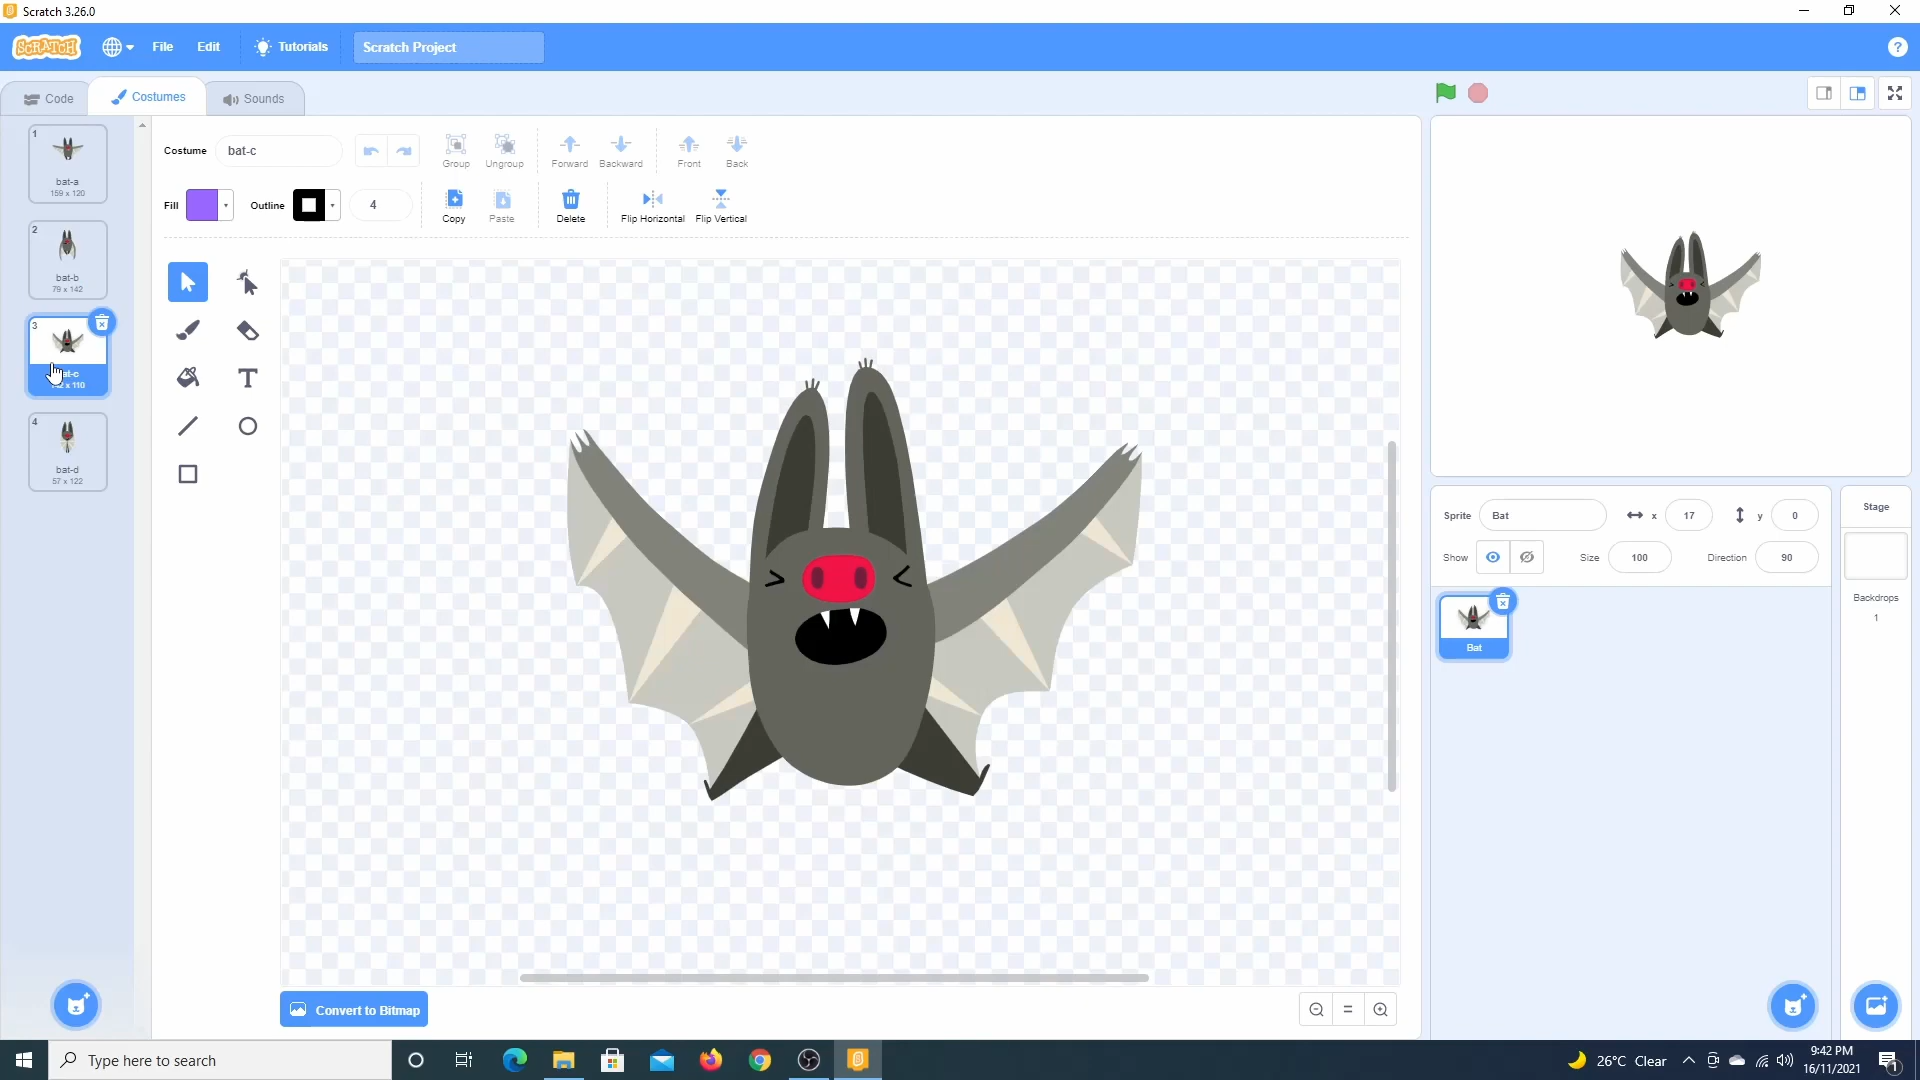 Scratch 3.26.0
SCRATCH File Edit Tutorials Scratch Project ?
Code Costumes Sounds
1
bat-a
159 x 120
2
bat-b
79 x 142
3
110
4
bat-d
57 x 122
Costume bat-c
Group Ungroup Forward Backward Front Back
Fill Outline 4
Copy Paste Delete Flip Horizontal Flip Vertical
T
Convert to Bitmap
Sprite Bat x 17 y 0
Show Size 100 Direction 90
Bat
Stage
Backdrops
1
Type here to search
26°C Clear
9:42 PM
16/11/2021
1